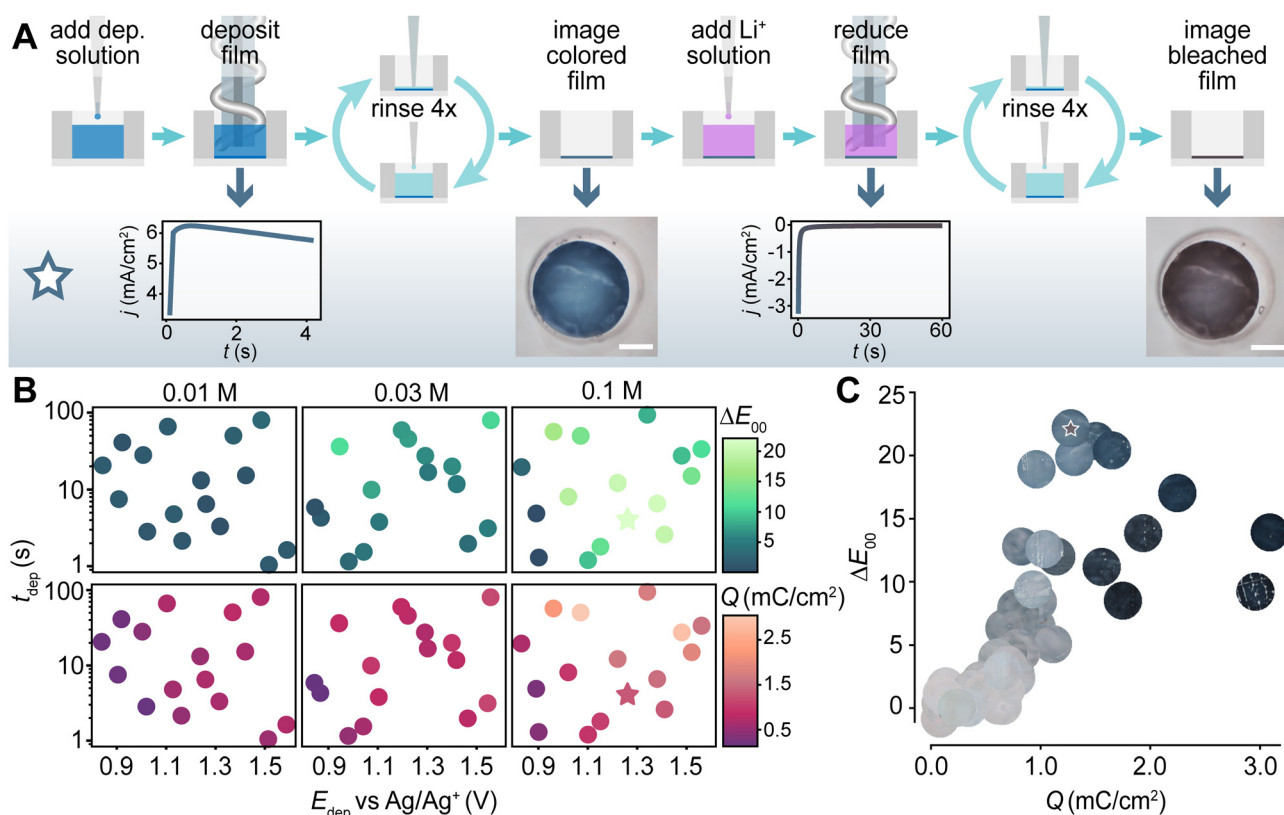 A
add dep.
solution
deposit
film
rinse 4x
image
colored
film
add Li⁺
solution
reduce
film
rinse 4x
image
bleached
film
j (mA/cm²)
6
5
4
0
2
4
t (s)
j (mA/cm²)
0
-1
-2
-3
0
30
60
t (s)
B
0.01 M
0.03 M
0.1 M
t_dep (s)
100
10
1
100
10
1
0.9
1.1
1.3
1.5
0.9
1.1
1.3
1.5
0.9
1.1
1.3
1.5
E_dep vs Ag/Ag⁺ (V)
ΔE₀₀
20
15
10
5
Q (mC/cm²)
2.5
1.5
0.5
C
ΔE₀₀
25
20
15
10
5
0
0.0
1.0
2.0
3.0
Q (mC/cm²)